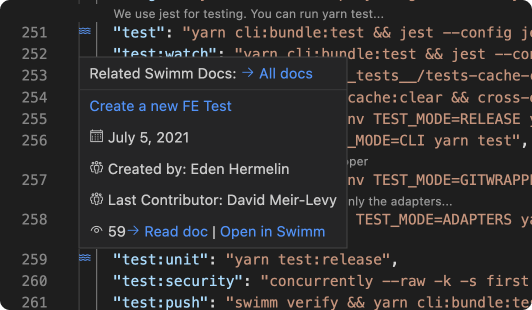 We use jest for testing. You can run yarn test...
251 "test": "yarn cli:bundle:test && jest --config je
252 "test:watch": "yarn cli:bundle:test && jest --con
253 _tests__/tests-cache-c
Related Swimm Docs: → All docs
254 cache:clear && cross-e
Create a new FE Test
255 nv TEST_MODE=RELEASE y
July 5, 2021
256 _MODE=CLI yarn test",
pper
Created by: Eden Hermelin
257 nv TEST_MODE=GITWRAPPE
Last Contributor: David Meir-Levy
only the adapters...
258 TEST_MODE=ADAPTERS ya
59→ Read doc | Open in Swimm
259 "test:unit": "yarn test:release",
260 "test:security": "concurrently --raw -k -s first
261 "test:push": "swimm verify && yarn cli:bundle:te